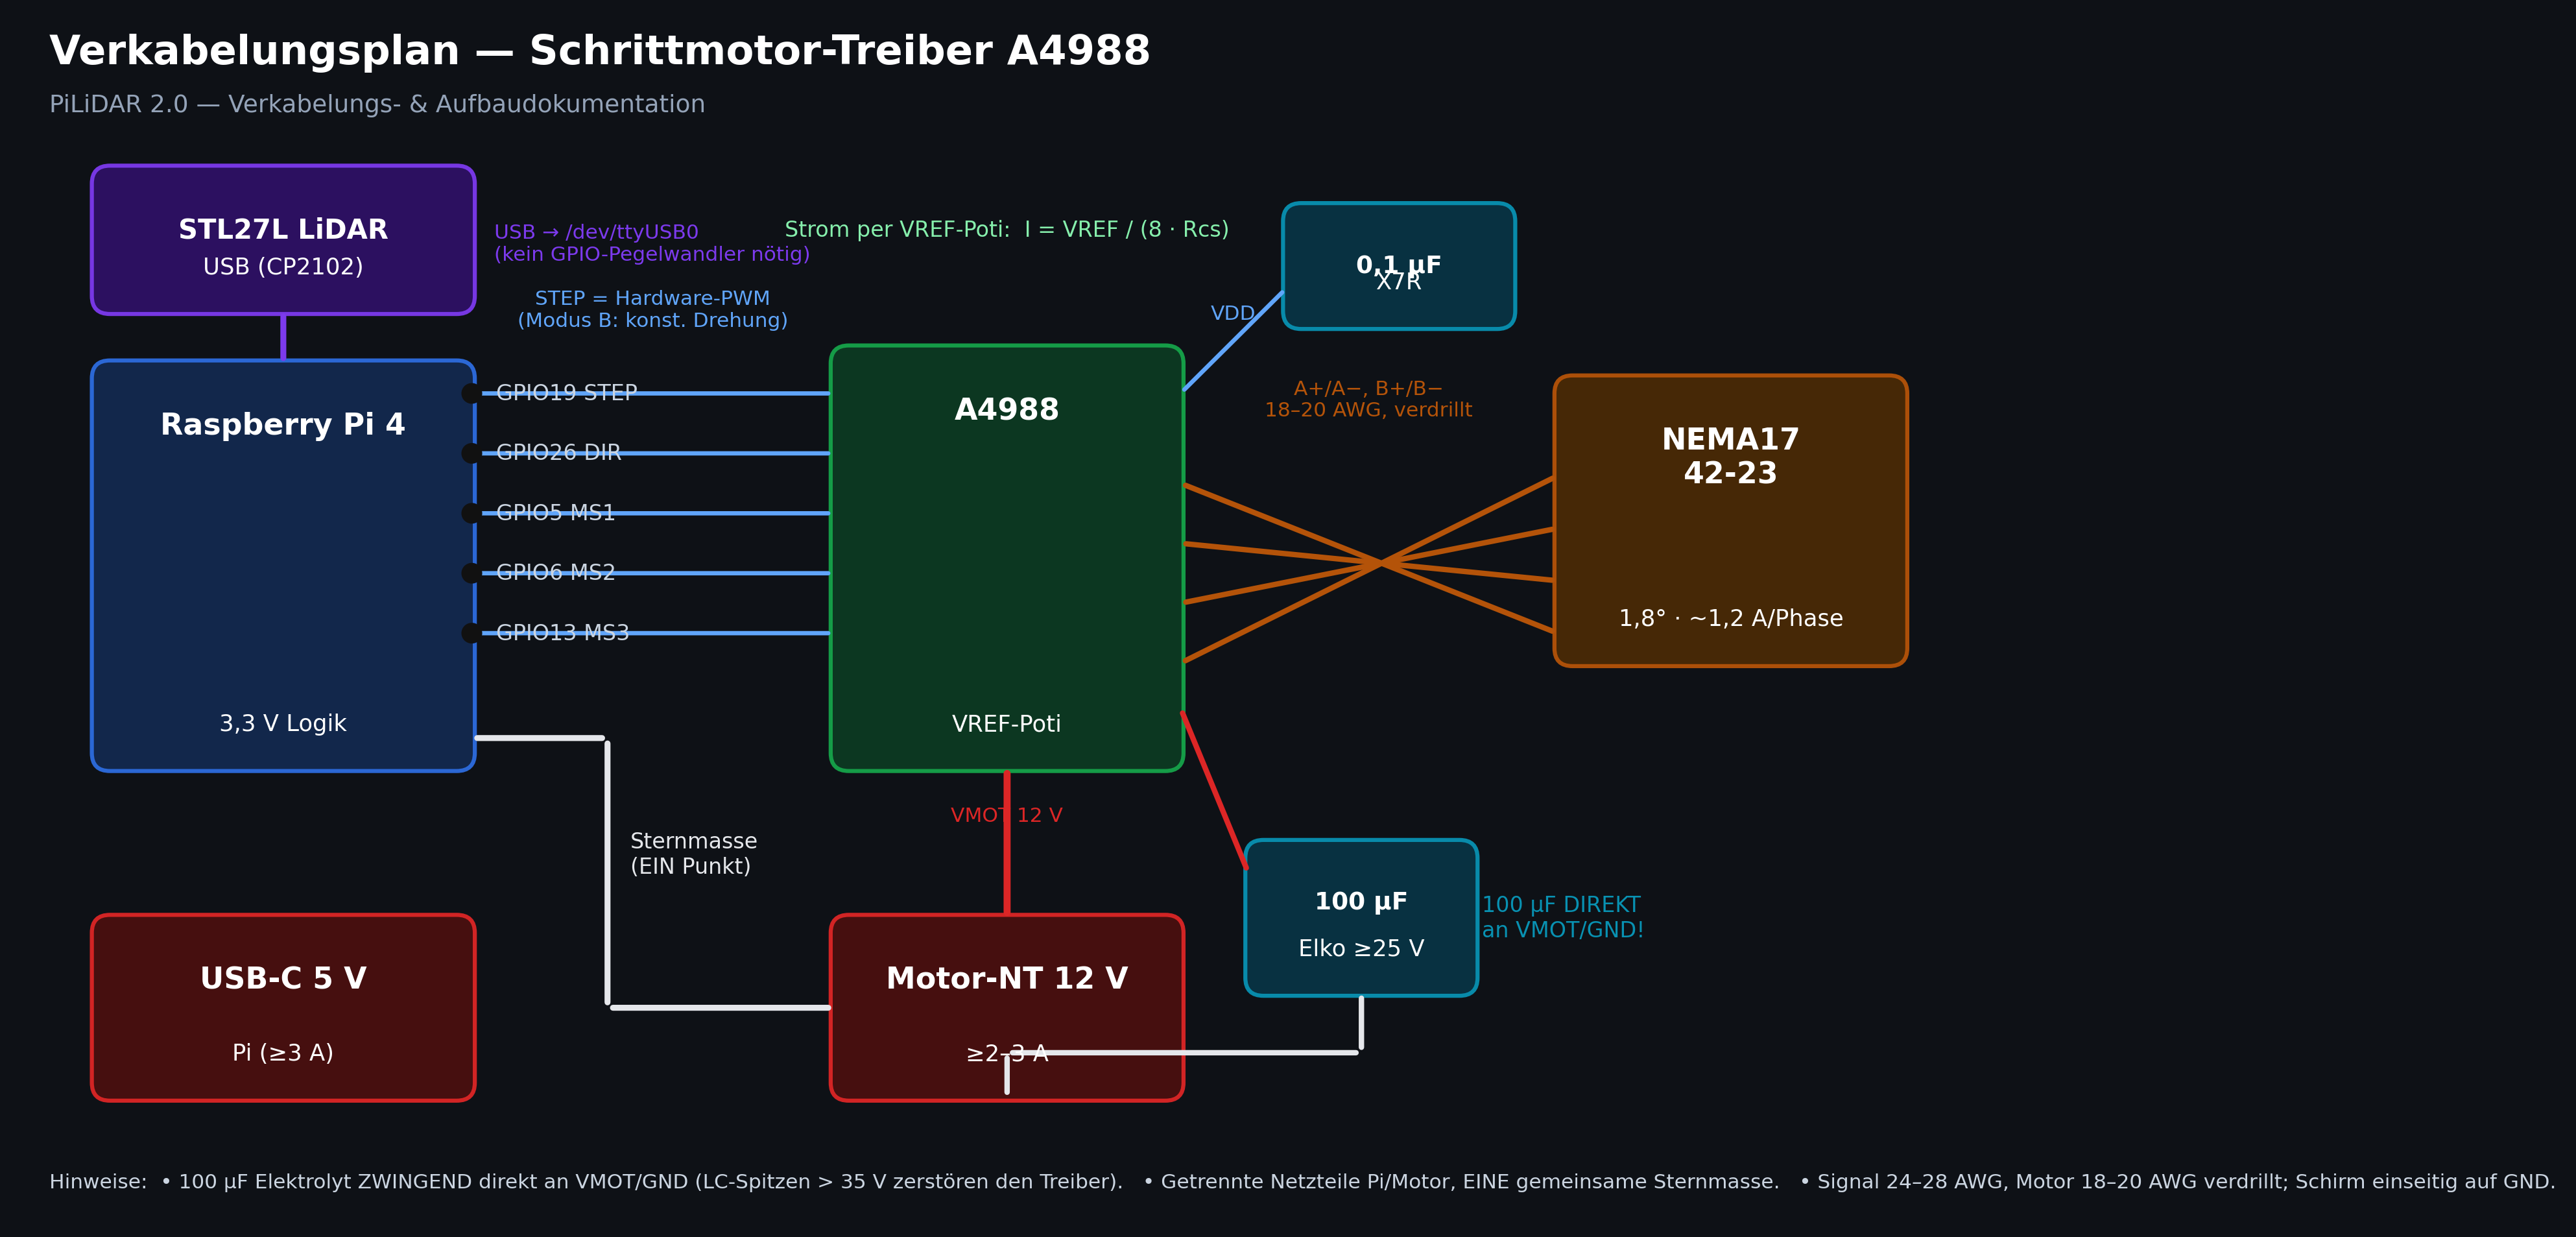 Verkabelungsplan — Schrittmotor-Treiber A4988
PiLiDAR 2.0 — Verkabelungs- & Aufbaudokumentation
STL27L LiDAR
USB (CP2102)
USB → /dev/ttyUSB0
(kein GPIO-Pegelwandler nötig)
Strom per VREF-Poti:  I = VREF / (8 · Rcs)
0,1 µF
X7R
STEP = Hardware-PWM
(Modus B: konst. Drehung)
VDD
Raspberry Pi 4
3,3 V Logik
GPIO19 STEP
GPIO26 DIR
GPIO5 MS1
GPIO6 MS2
GPIO13 MS3
A4988
VREF-Poti
A+/A−, B+/B−
18–20 AWG, verdrillt
NEMA17
42-23
1,8° · ~1,2 A/Phase
VMOT 12 V
Sternmasse
(EIN Punkt)
USB-C 5 V
Pi (≥3 A)
Motor-NT 12 V
≥2–3 A
100 µF
Elko ≥25 V
100 µF DIREKT
an VMOT/GND!
Hinweise:  • 100 µF Elektrolyt ZWINGEND direkt an VMOT/GND (LC-Spitzen > 35 V zerstören den Treiber).   • Getrennte Netzteile Pi/Motor, EINE gemeinsame Sternmasse.   • Signal 24–28 AWG, Motor 18–20 AWG verdrillt; Schirm einseitig auf GND.